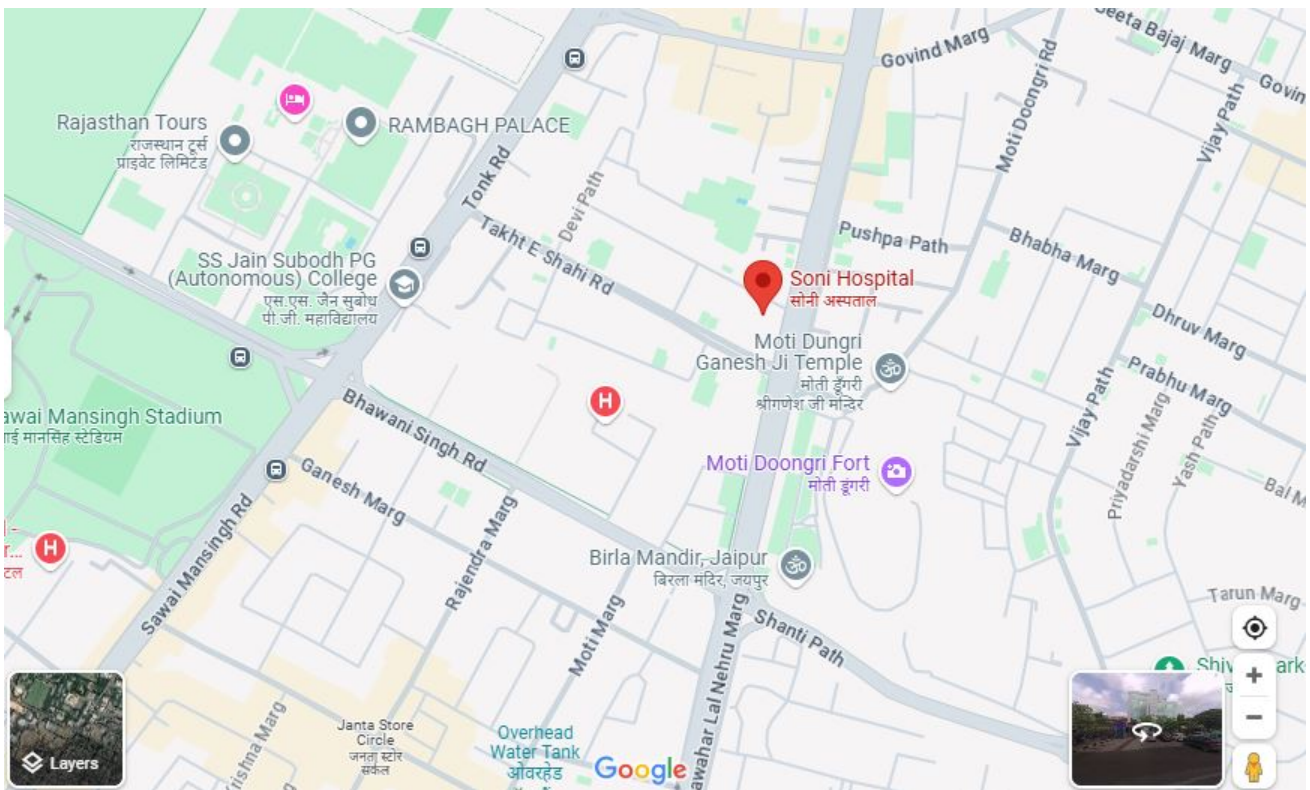 Seeta Bajaj Marg
Govind Marg
Govin
Moti Doongri Rd
Vijay Path
Rajasthan Tours
राजस्थान टूर्स
प्राइवेट लिमिटेड
RAMBAGH PALACE
Tonk Rd
Devi Path
Takht E Shahi Rd
Pushpa Path
Bhabha Marg
SS Jain Subodh PG
(Autonomous) College
एस.एस. जैन सुबोध
पी.जी. महाविद्यालय
Soni Hospital
सोनी अस्पताल
Dhruv Marg
Moti Dungri
Ganesh Ji Temple
मोती डूँगरी
श्रीगणेश जी मन्दिर
Prabhu Marg
Vijay Path
Priyadarshi Marg
Yash Path
Bal M
awai Mansingh Stadium
ाई मानसिंह स्टेडियम
H
Bhawani Singh Rd
Ganesh Marg
Moti Doongri Fort
मोती डूंगरी
Rajendra Marg
H
Sawai Mansingh Rd
Birla Mandir, Jaipur
बिरला मंदिर, जयपुर
Tarun Marg
Moti Marg
Shanti Path
awahar Lal Nehru Marg
Shiv
ark
rishna Marg
Janta Store
Circle
जनता स्टोर
सर्कल
Overhead
Water Tank
ओवरहेड
Layers
Google